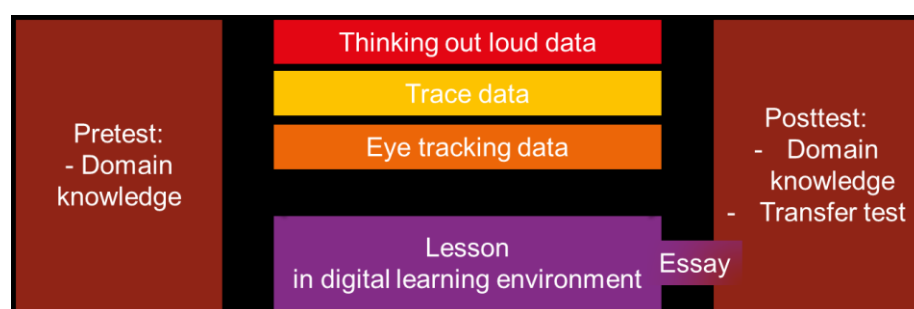 Pretest:
- Domain
knowledge
Thinking out loud data
Trace data
Eye tracking data
Lesson
in digital learning environment
Essay
Posttest:
- Domain
knowledge
- Transfer test